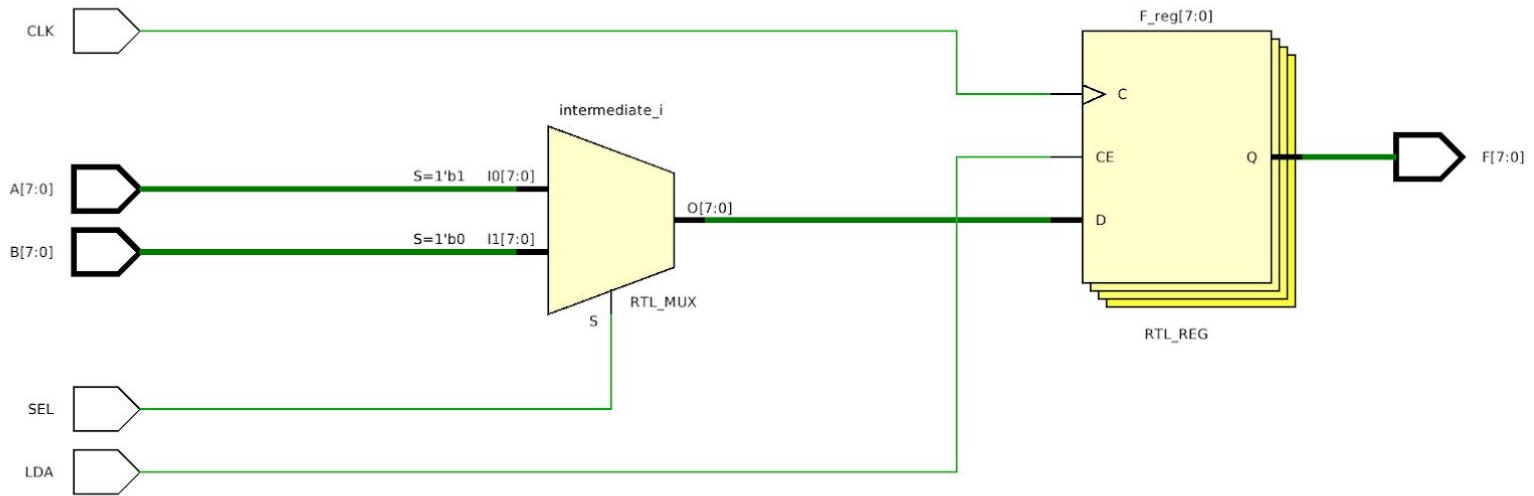 F_reg[7:0]
CLK
C
intermediate_i
CE
Q
F[7:0]
A[7:0]
S=1'b1
I0[7:0]
O[7:0]
D
B[7:0]
S=1'b0
I1[7:0]
RTL_MUX
S
RTL_REG
SEL
LDA